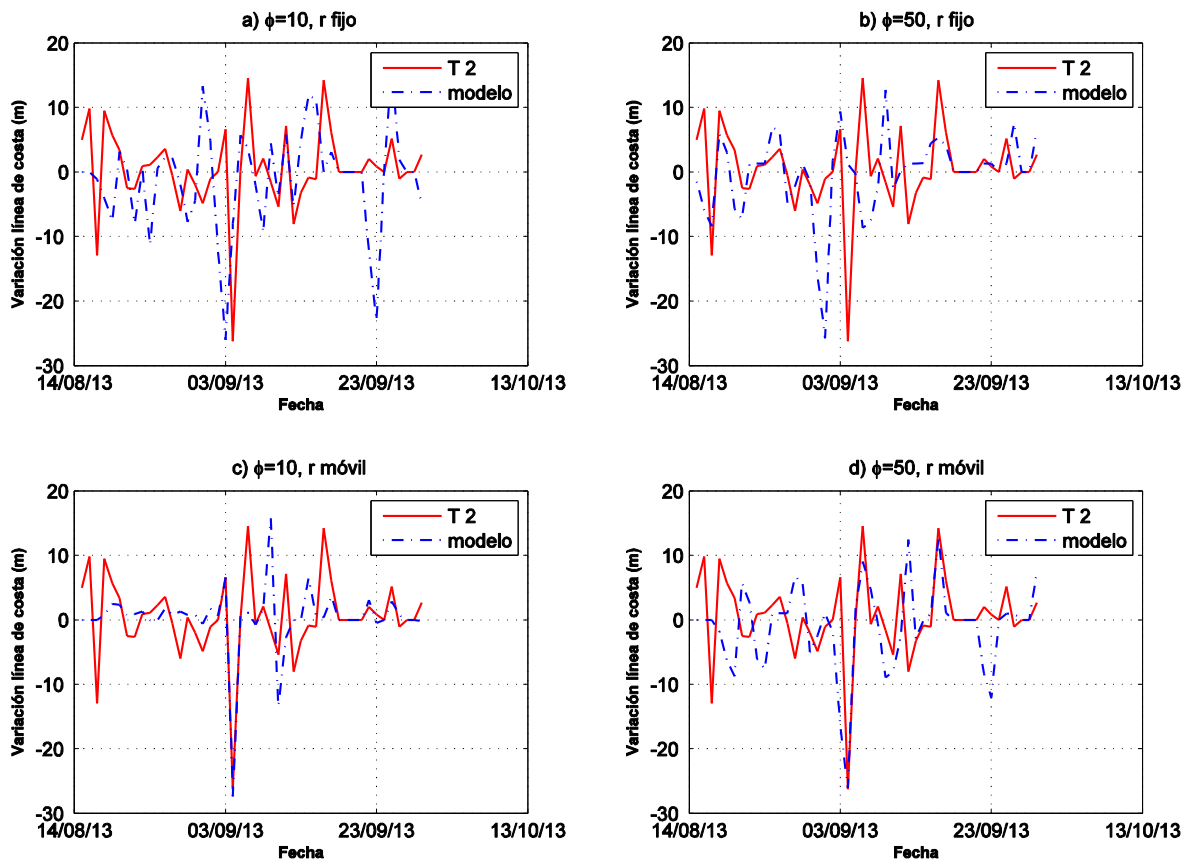 a) ϕ=10, r fijo
20
10
0
-10
-20
-30
Variación línea de costa (m)
T 2
modelo
14/08/13
03/09/13
23/09/13
13/10/13
Fecha
b) ϕ=50, r fijo
20
10
0
-10
-20
-30
Variación línea de costa (m)
T 2
modelo
14/08/13
03/09/13
23/09/13
13/10/13
Fecha
c) ϕ=10, r móvil
20
10
0
-10
-20
-30
Variación línea de costa (m)
T 2
modelo
14/08/13
03/09/13
23/09/13
13/10/13
Fecha
d) ϕ=50, r móvil
20
10
0
-10
-20
-30
Variación línea de costa (m)
T 2
modelo
14/08/13
03/09/13
23/09/13
13/10/13
Fecha